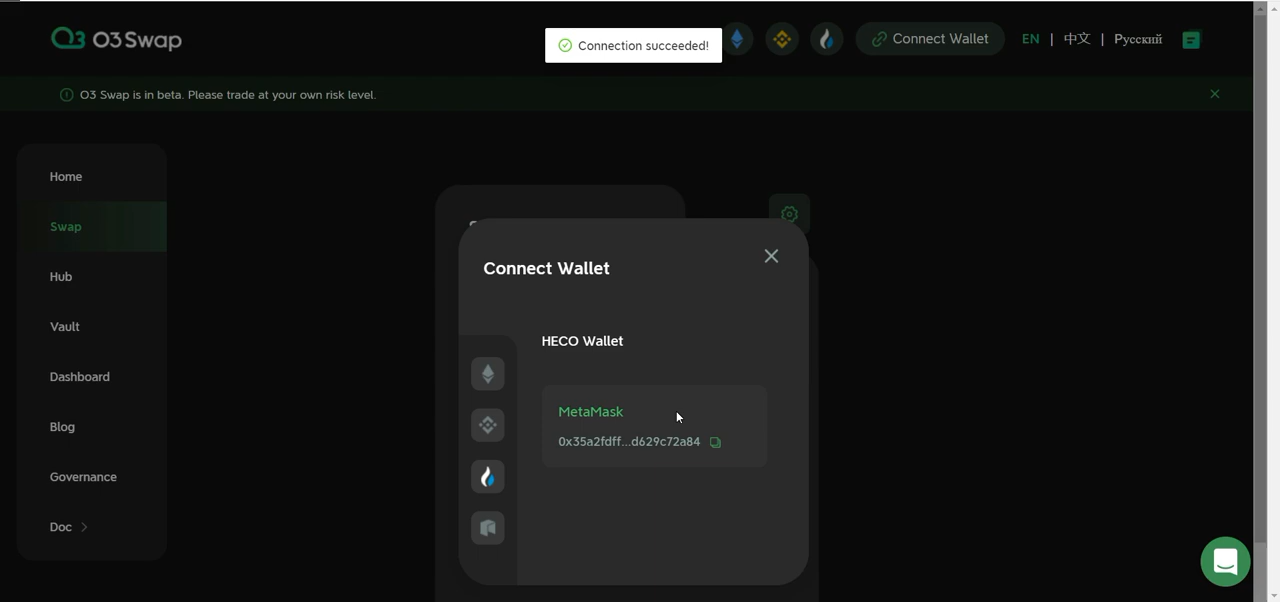 O3 Swap
Connection succeeded!
Connect Wallet
EN | 中文 | Русский
O3 Swap is in beta. Please trade at your own risk level.
Home
Swap
Hub
Vault
Dashboard
Blog
Governance
Doc
Connect Wallet
HECO Wallet
MetaMask
0x35a2fdff...d629c72a84